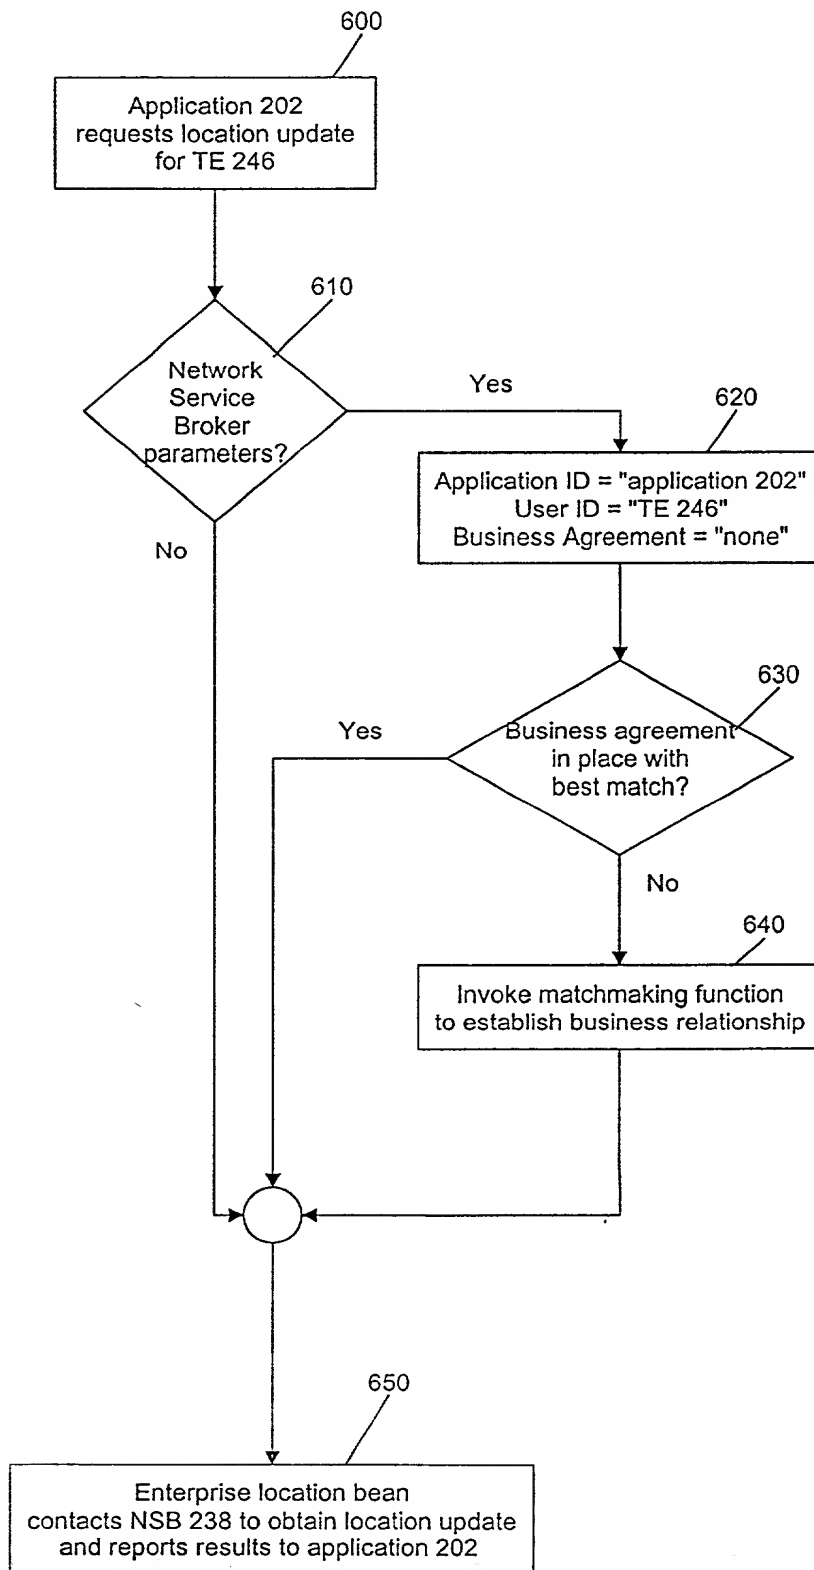 600
Application 202
requests location update
for TE 246
610
Network
Service
Broker
parameters?
Yes
620
Application ID = "application 202"
User ID = "TE 246"
Business Agreement = "none"
No
630
Business agreement
in place with
best match?
Yes
No
640
Invoke matchmaking function
to establish business relationship
650
Enterprise location bean
contacts NSB 238 to obtain location update
and reports results to application 202